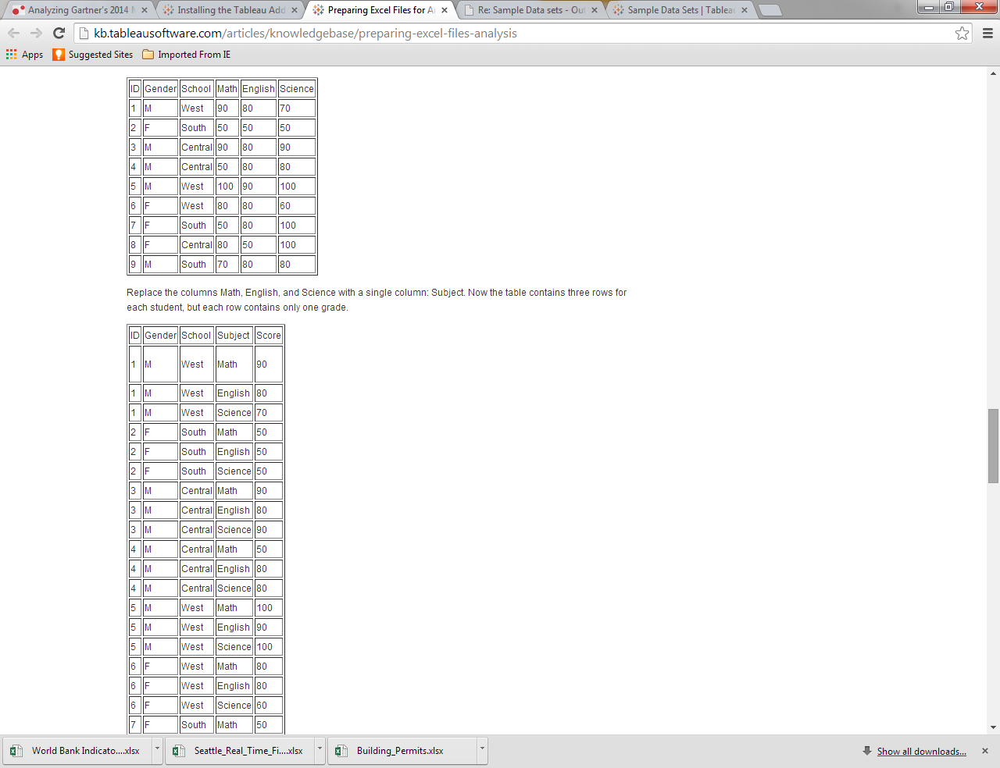 Analyzing Gartner's 2014 M
Installing the Tableau Add
Preparing Excel Files for A
Re: Sample Data sets - Ou
Sample Data Sets | Tablea
kb.tableausoftware.com/articles/knowledgebase/preparing-excel-files-analysis
Apps Suggested Sites Imported From IE
ID Gender School Math English Science
1 M West 90 80 70
2 F South 50 50 50
3 M Central 90 80 90
4 M Central 50 80 80
5 M West 100 90 100
6 F West 80 80 60
7 F South 50 80 100
8 F Central 80 50 100
9 M South 70 80 80
Replace the columns Math, English, and Science with a single column: Subject. Now the table contains three rows for
each student, but each row contains only one grade.
ID Gender School Subject Score
1 M West Math 90
1 M West English 80
1 M West Science 70
2 F South Math 50
2 F South English 50
2 F South Science 50
3 M Central Math 90
3 M Central English 80
3 M Central Science 90
4 M Central Math 50
4 M Central English 80
4 M Central Science 80
5 M West Math 100
5 M West English 90
5 M West Science 100
6 F West Math 80
6 F West English 80
6 F West Science 60
7 F South Math 50
World Bank Indicato....xlsx
Seattle_Real_Time_Fi....xlsx
Building_Permits.xlsx
Show all downloads...